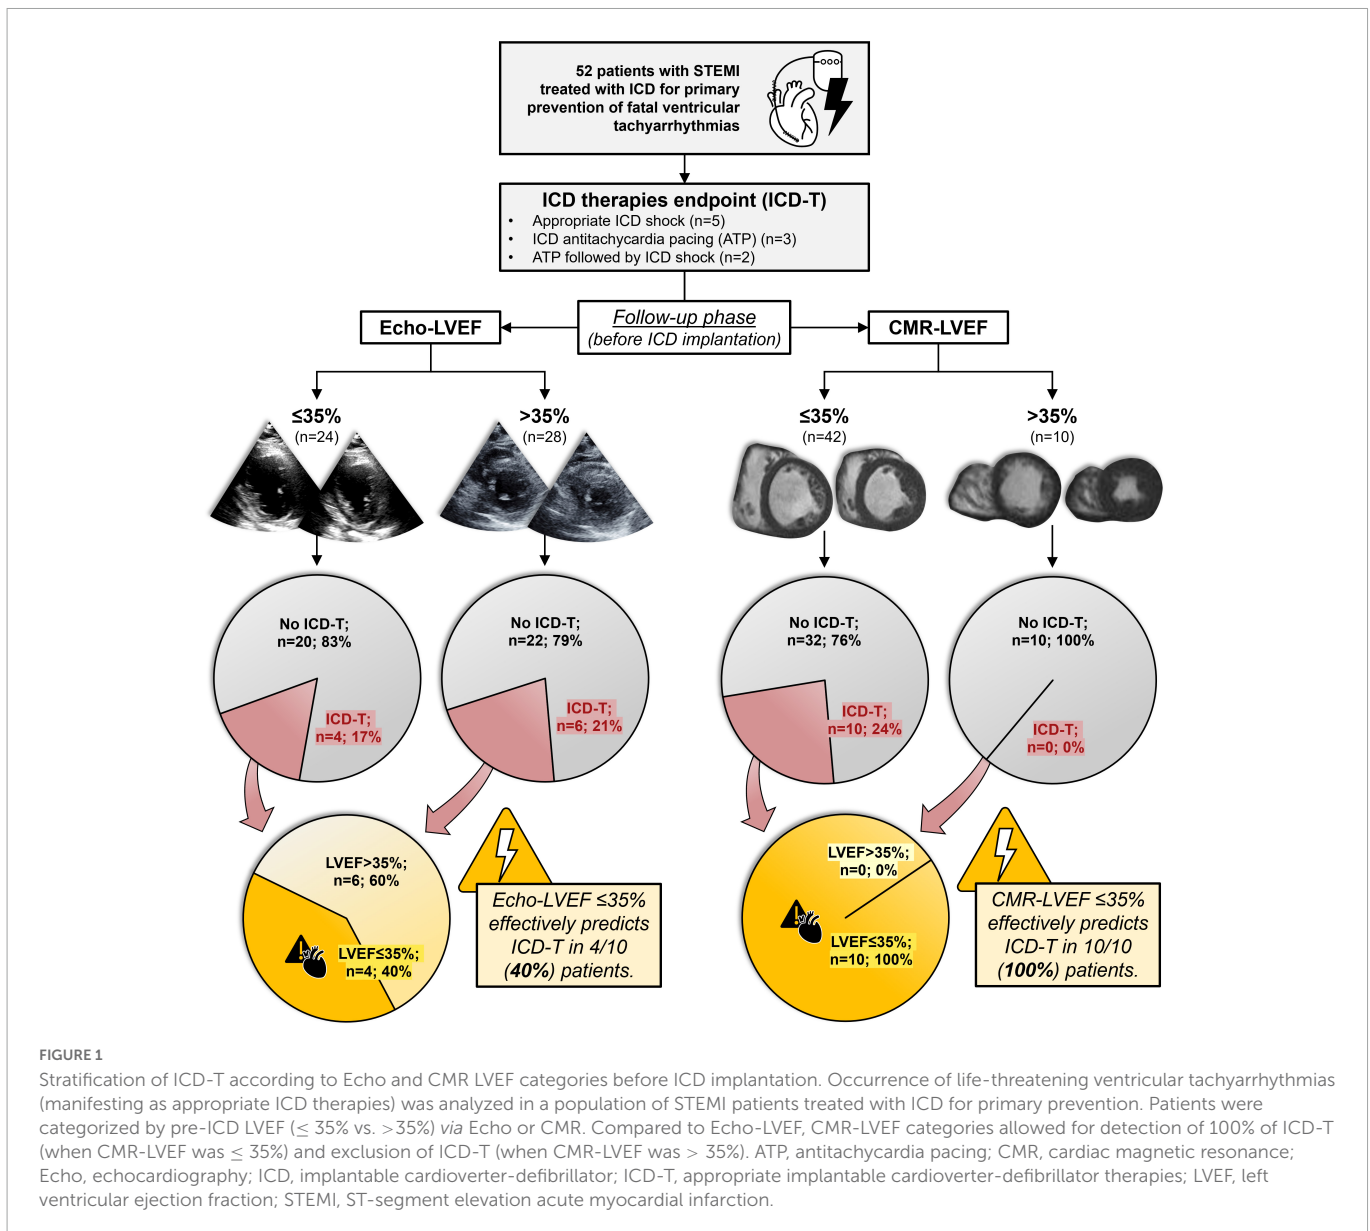 52 patients with STEMI
treated with ICD for primary
prevention of fatal ventricular
tachyarrhythmias
ICD therapies endpoint (ICD-T)
• Appropriate ICD shock (n=5)
• ICD antitachycardia pacing (ATP) (n=3)
• ATP followed by ICD shock (n=2)
Echo-LVEF
Follow-up phase
(before ICD implantation)
CMR-LVEF
≤35%
(n=24)
>35%
(n=28)
≤35%
(n=42)
>35%
(n=10)
No ICD-T;
n=20; 83%
ICD-T;
n=4; 17%
No ICD-T;
n=22; 79%
ICD-T;
n=6; 21%
No ICD-T;
n=32; 76%
ICD-T;
n=10; 24%
No ICD-T;
n=10; 100%
ICD-T;
n=0; 0%
LVEF>35%;
n=6; 60%
LVEF≤35%;
n=4; 40%
Echo-LVEF ≤35%
effectively predicts
ICD-T in 4/10
(40%) patients.
LVEF>35%;
n=0; 0%
LVEF≤35%;
n=10; 100%
CMR-LVEF ≤35%
effectively predicts
ICD-T in 10/10
(100%) patients.
FIGURE 1
Stratification of ICD-T according to Echo and CMR LVEF categories before ICD implantation. Occurrence of life-threatening ventricular tachyarrhythmias
(manifesting as appropriate ICD therapies) was analyzed in a population of STEMI patients treated with ICD for primary prevention. Patients were
categorized by pre-ICD LVEF (≤ 35% vs. >35%) via Echo or CMR. Compared to Echo-LVEF, CMR-LVEF categories allowed for detection of 100% of ICD-T
(when CMR-LVEF was ≤ 35%) and exclusion of ICD-T (when CMR-LVEF was > 35%). ATP, antitachycardia pacing; CMR, cardiac magnetic resonance;
Echo, echocardiography; ICD, implantable cardioverter-defibrillator; ICD-T, appropriate implantable cardioverter-defibrillator therapies; LVEF, left
ventricular ejection fraction; STEMI, ST-segment elevation acute myocardial infarction.